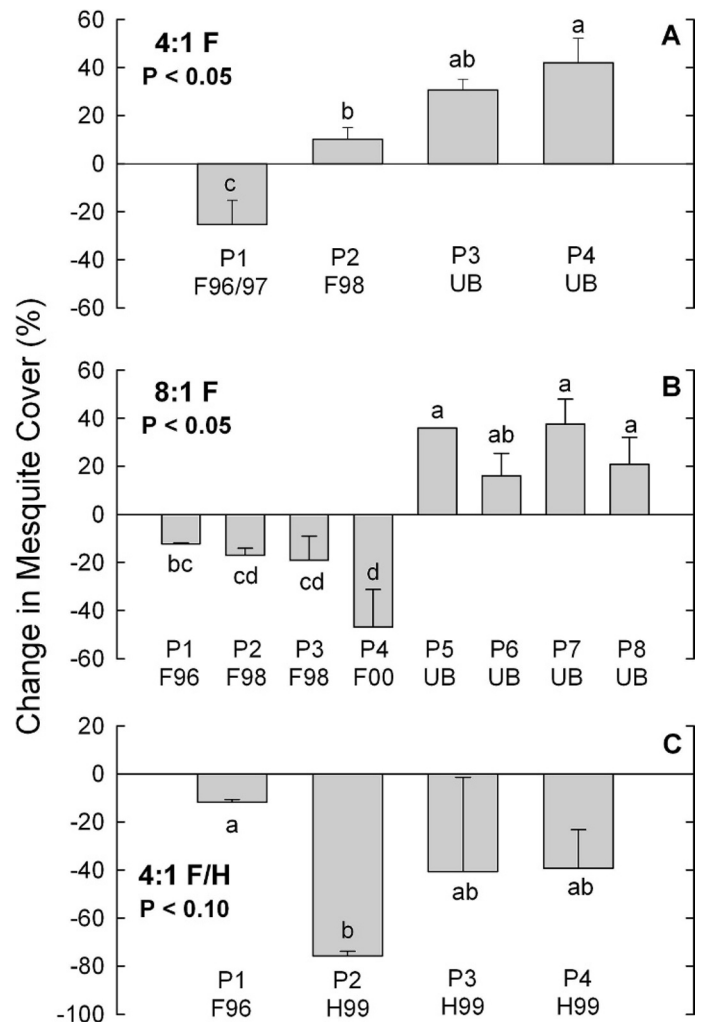 Change in Mesquite Cover (%)
4:1 F
P < 0.05
A
60
40
20
0
-20
-40
-60
c
b
ab
a
P1
F96/97
P2
F98
P3
UB
P4
UB
8:1 F
P < 0.05
B
60
40
20
0
-20
-40
-60
bc
cd
cd
d
a
ab
a
a
P1
F96
P2
F98
P3
F98
P4
F00
P5
UB
P6
UB
P7
UB
P8
UB
C
20
0
-20
-40
-60
-80
-100
4:1 F/H
P < 0.10
a
b
ab
ab
P1
F96
P2
H99
P3
H99
P4
H99